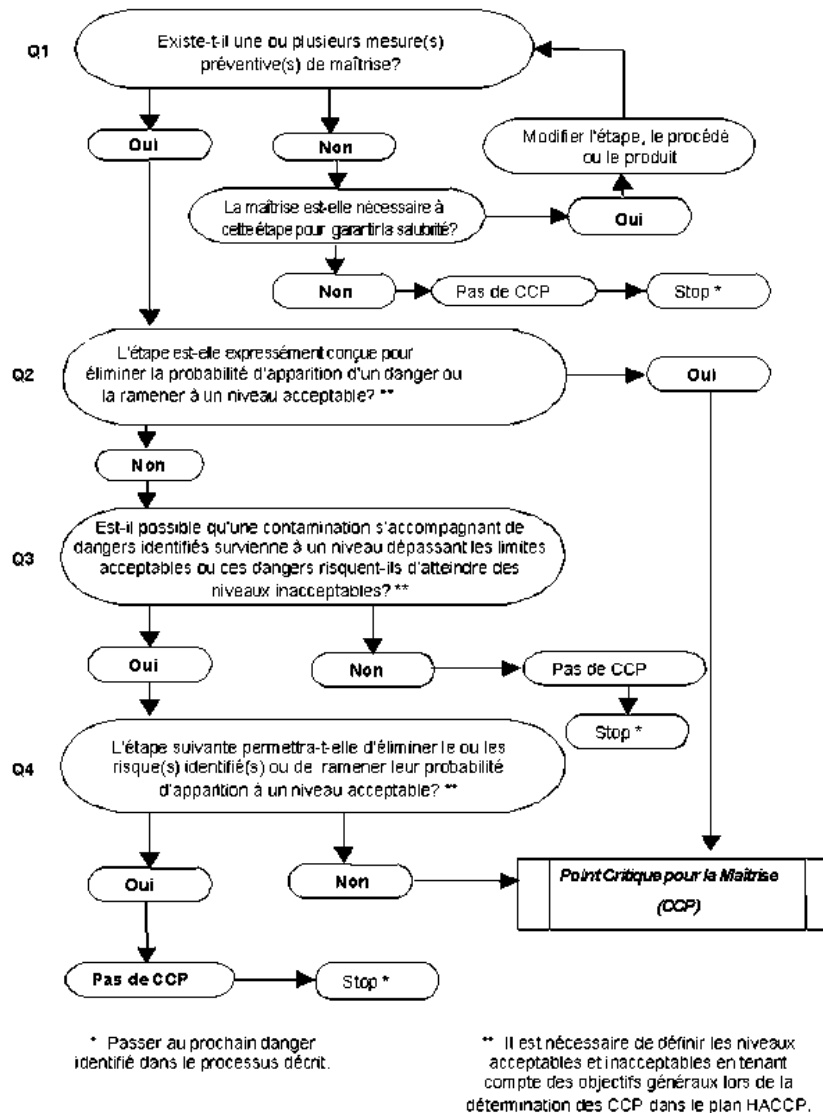 Q1
Existe-t-il une ou plusieurs mesure(s)
préventive(s) de maîtrise?
Oui
Non
Modifier l'étape, le procédé
ou le produit
La maîtrise est-elle nécessaire à
cette étape pour garantir la salubrité?
Oui
Non
Pas de CCP
Stop *
Q2
L'étape est-elle expressément conçue pour
éliminer la probabilité d'apparition d'un danger ou
la ramener à un niveau acceptable? **
Oui
Non
Q3
Est-il possible qu'une contamination s'accompagnant de
dangers identifiés survienne à un niveau dépassant les limites
acceptables ou ces dangers risquent-ils d'atteindre des
niveaux inacceptables? **
Oui
Non
Pas de CCP
Stop *
Q4
L'étape suivante permettra-t-elle d'éliminer le ou les
risque(s) identifié(s) ou de ramener leur probabilité
d'apparition à un niveau acceptable? **
Oui
Non
Point Critique pour la Maîtrise
(CCP)
Pas de CCP
Stop *
* Passer au prochain danger
identifié dans le processus décrit.
** Il est nécessaire de définir les niveaux
acceptables et inacceptables en tenant
compte des objectifs généraux lors de la
détermination des CCP dans le plan HACCP.